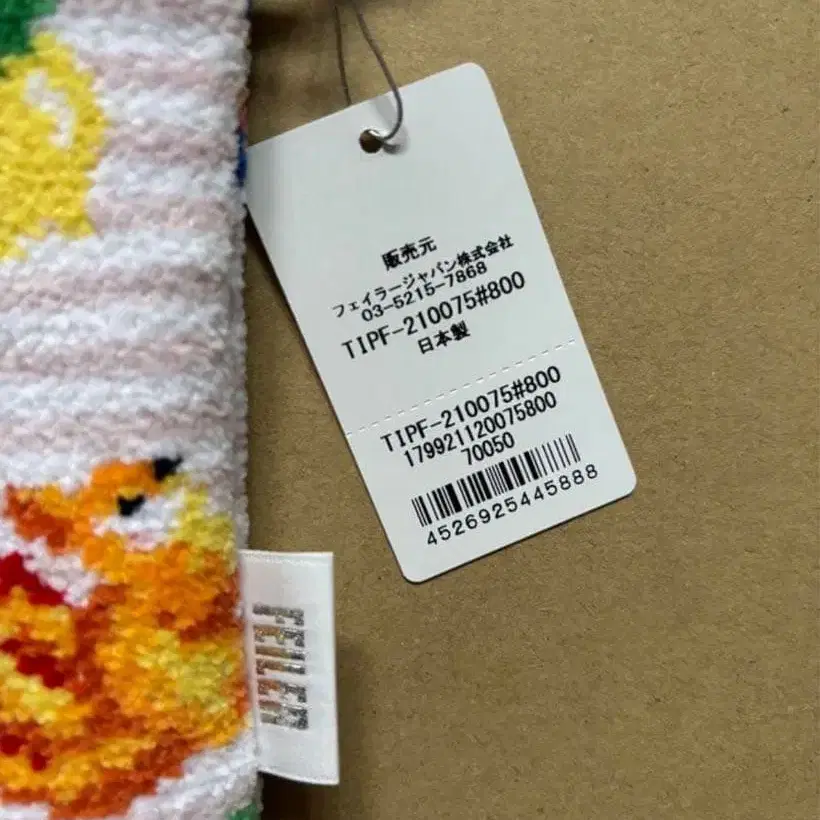 販売元
フェイラージャパン株式会社
03-5215-7868
TIPF-210075#800
日本製
TIPF-210075#800
179921120075800
70050
4526925445888
FEILER